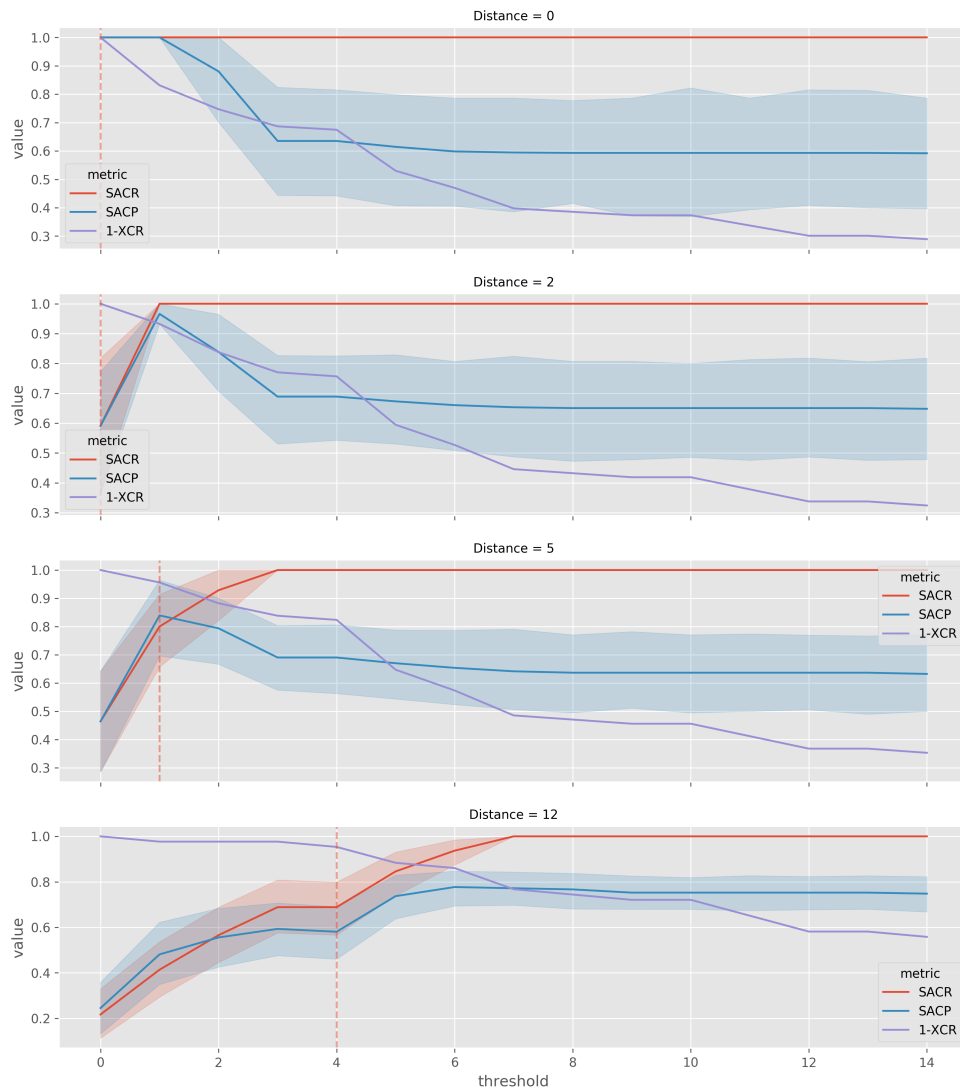 Distance = 0
1.0
0.9
0.8
0.7
0.6
0.5
0.4
0.3
value
metric
SACR
SACP
1-XCR
Distance = 2
1.0
0.9
0.8
0.7
0.6
0.5
0.4
0.3
value
metric
SACR
SACP
1-XCR
Distance = 5
1.0
0.9
0.8
0.7
0.6
0.5
0.4
0.3
value
metric
SACR
SACP
1-XCR
Distance = 12
1.0
0.8
0.6
0.4
0.2
value
metric
SACR
SACP
1-XCR
0 2 4 6 8 10 12 14
threshold